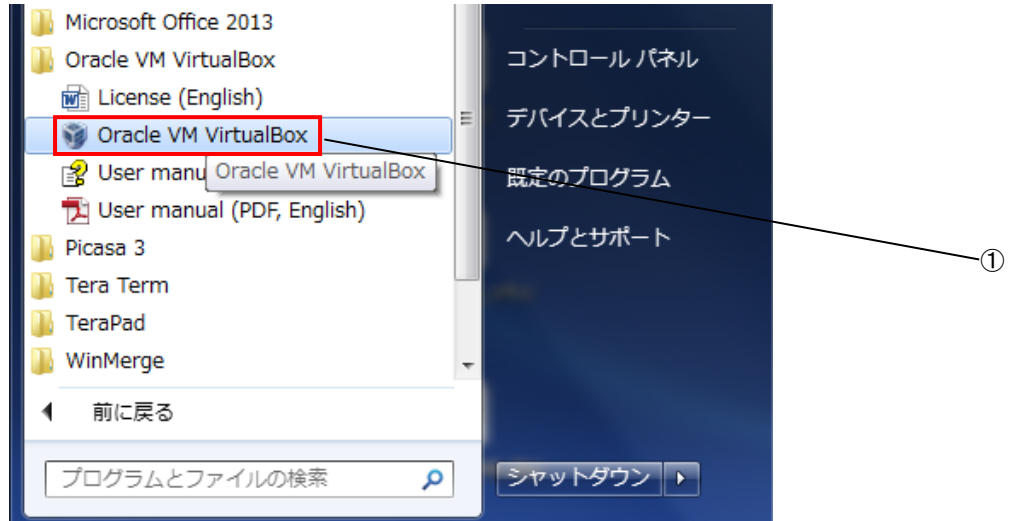 Microsoft Office 2013
Oracle VM VirtualBox
License (English)
Oracle VM VirtualBox
User manu
Oracle VM VirtualBox
User manual (PDF, English)
Picasa 3
Tera Term
TeraPad
WinMerge
前に戻る
プログラムとファイルの検索
コントロール パネル
デバイスとプリンター
既定のプログラム
ヘルプとサポート
シャットダウン
①